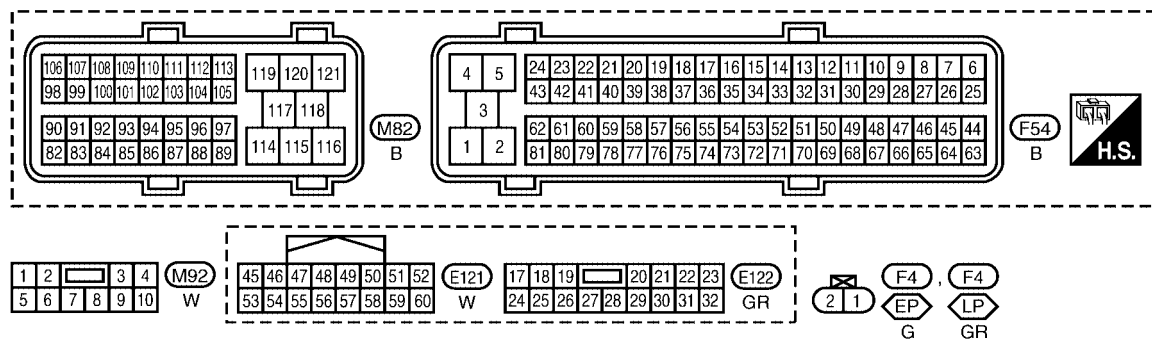 106 107 108 109 110 111 112 113
98 99 100 101 102 103 104 105
119 120 121
117 118
90 91 92 93 94 95 96 97
82 83 84 85 86 87 88 89
114 115 116
M82
B
4 5
3
1 2
24 23 22 21 20 19 18 17 16 15 14 13 12 11 10 9 8 7 6
43 42 41 40 39 38 37 36 35 34 33 32 31 30 29 28 27 26 25
62 61 60 59 58 57 56 55 54 53 52 51 50 49 48 47 46 45 44
81 80 79 78 77 76 75 74 73 72 71 70 69 68 67 66 65 64 63
F54
B
H.S.
1 2 3 4
5 6 7 8 9 10
M92
W
45 46 47 48 49 50 51 52
53 54 55 56 57 58 59 60
E121
W
17 18 19 20 21 22 23
24 25 26 27 28 29 30 31 32
E122
GR
2 1
F4 , F4
EP LP
G GR